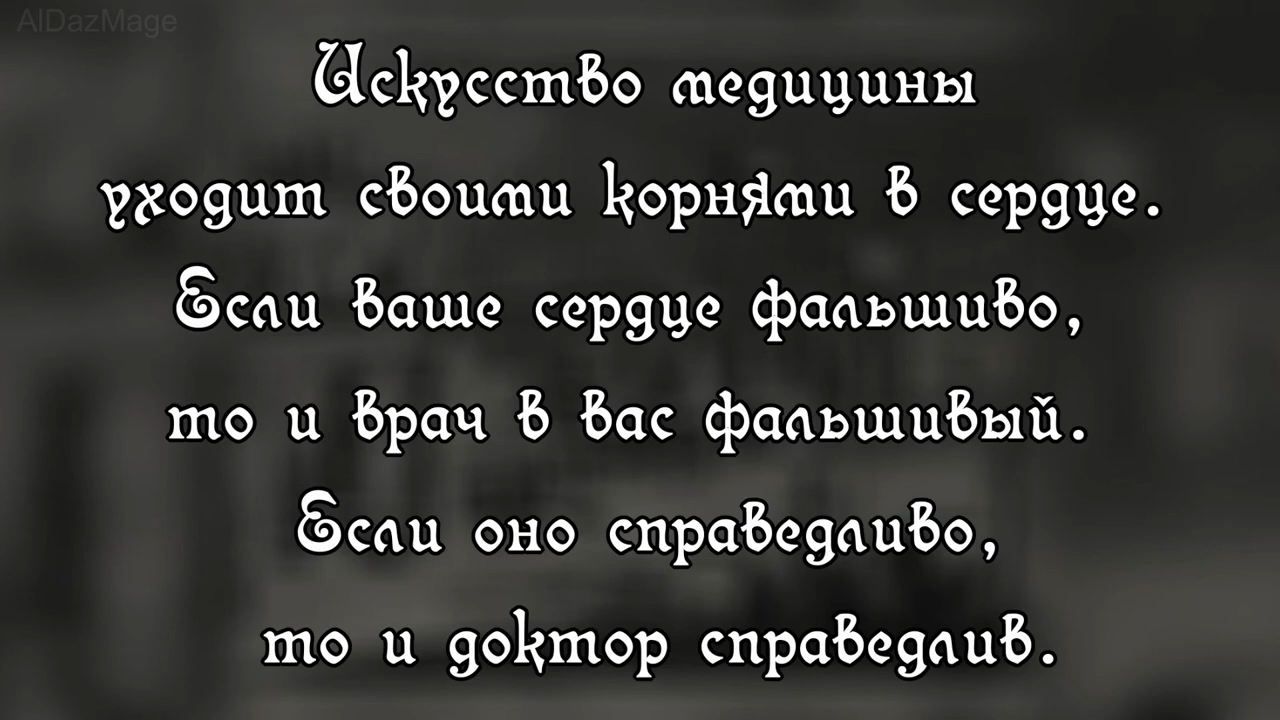 AlDazMage
Искусство медицины
уходит своими корнями в сердце.
Если ваше сердце фальшиво,
то и врач в вас фальшивый.
Если оно справедливо,
то и доктор справедлив.